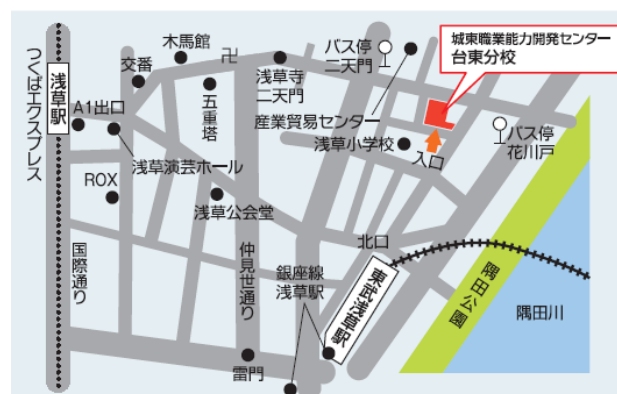 城東職業能力開発センター
台東分校
木馬館
卍
バス停
二天門
交番
浅草寺
二天門
五重塔
産業貿易センター
A1出口
浅草駅
つくばエクスプレス
浅草小学校
バス停
花川戸
入口
浅草演芸ホール
ROX
浅草公会堂
北口
国際通り
仲見世通り
銀座線
浅草駅
東武浅草駅
隅田公園
隅田川
雷門